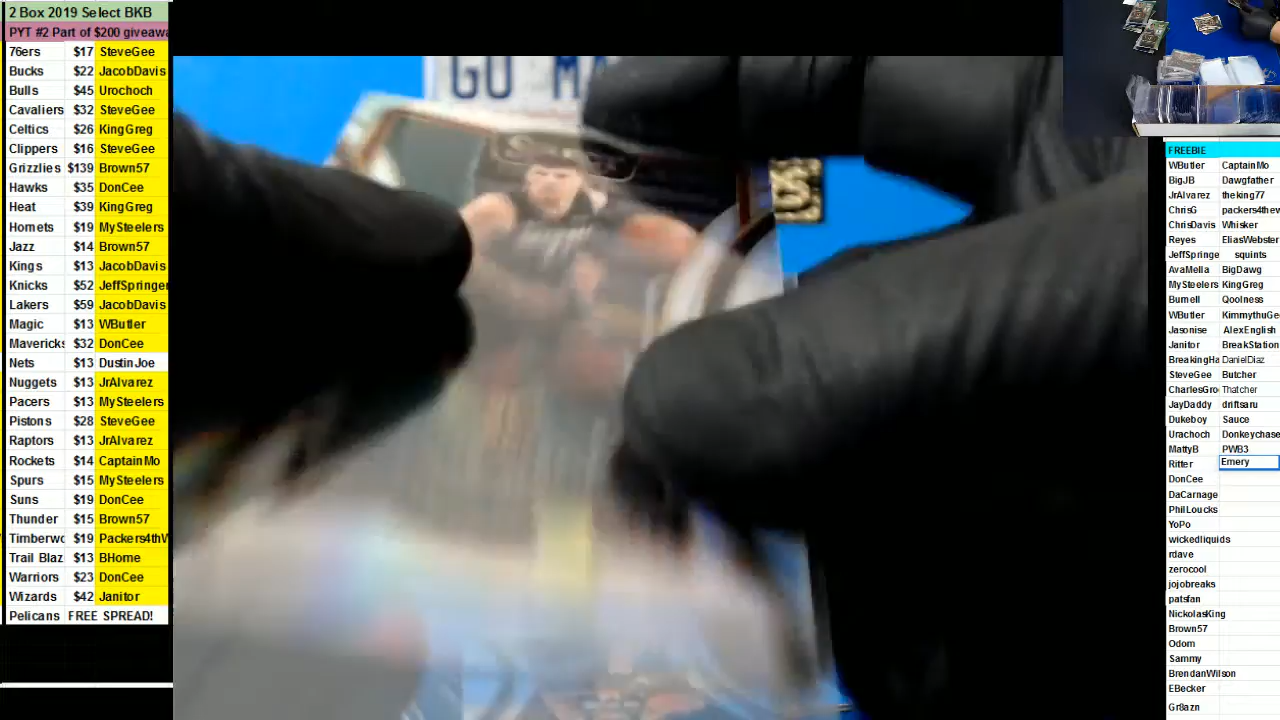 2 Box 2019 Select BKB
PYT #2 Part of $200 giveawa
76ers $17 SteveGee
Bucks $22 JacobDavis
Bulls $45 Urochoch
Cavaliers $32 SteveGee
Celtics $26 KingGreg
Clippers $16 SteveGee
Grizzlies $139 Brown57
Hawks $35 DonCee
Heat $39 KingGreg
Hornets $19 MySteelers
Jazz $14 Brown57
Kings $13 JacobDavis
Knicks $52 JeffSpringer
Lakers $59 JacobDavis
Magic $13 WButler
Mavericks $32 DonCee
Nets $13 DustinJoe
Nuggets $13 JrAlvarez
Pacers $13 MySteelers
Pistons $28 SteveGee
Raptors $13 JrAlvarez
Rockets $14 CaptainMo
Spurs $15 MySteelers
Suns $19 DonCee
Thunder $15 Brown57
Timberwo $19 Packers4thW
Trail Blaz $13 BHome
Warriors $23 DonCee
Wizards $42 Janitor
Pelicans FREE SPREAD!
GO MA
FREEBIE
WButler CaptainMo
BigJB Dawgfather
JrAlvarez theking77
ChrisG packers4thew
ChrisDavis Whisker
Reyes EliasWebster
JeffSpringe squints
AvaMella BigDawg
MySteelers KingGreg
Burnell Qoolness
WButler KimmythuGe
Jasonise AlexEnglish
Janitor BreakStation
BreakingHa DanielDiaz
SteveGee Butcher
CharlesGro Thatcher
JayDaddy driftsaru
Dukeboy Sauce
Urachoch Donkeychase
MattyB PWB3
Ritter Emery
DonCee
DaCarnage
PhilLoucks
YoPo
wickedliquids
rdave
zerocool
jojobreaks
patsfan
NickolasKing
Brown57
Odom
Sammy
BrendanWilson
EBecker
Gr8azn